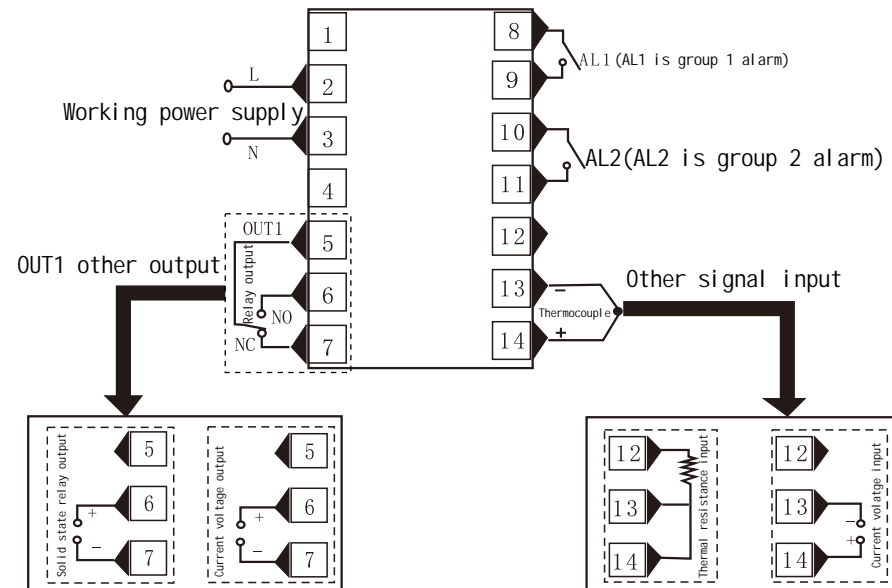 1
8
L
2
AL1(AL1 is group 1 alarm)
9
Working power supply
10
3
N
AL2(AL2 is group 2 alarm)
4
11
OUT1
5
12
OUT1 other output
Relay output
6
NO
13
−
Other signal input
Thermocouple
NC
7
14
+
Solid state relay output
5
+
6
−
7
Current voltage output
5
+
6
−
7
12
13
14
Thermal resistance input
12
13
−
+
14
Current volatge input